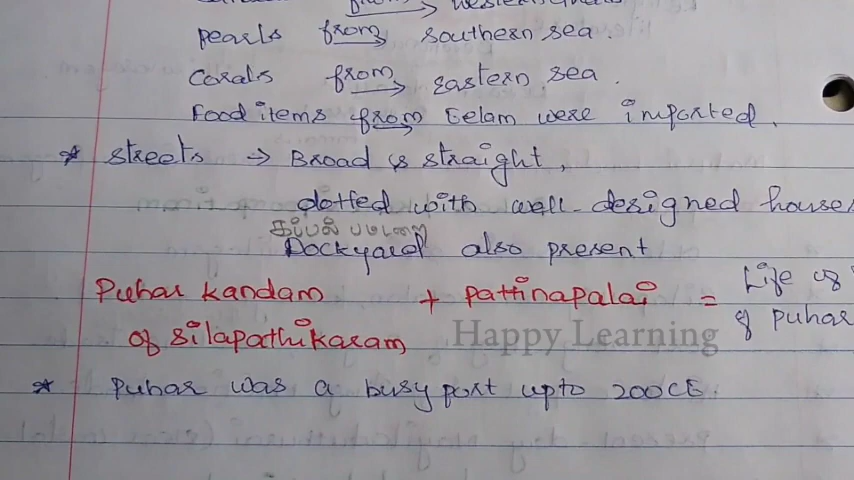 pearls from → southern sea.
Corals from → Eastern sea.
Food items from → Eelam were imported.
* streets → Broad & straight,
dotted with well-designed houses
கப்பல் பட்டறை
Dockyard also present
Puhar kandam + pattinapalai = Life of
of silapathikaram of puhar
Happy Learning
* Puhar was a busy port upto 200CE.